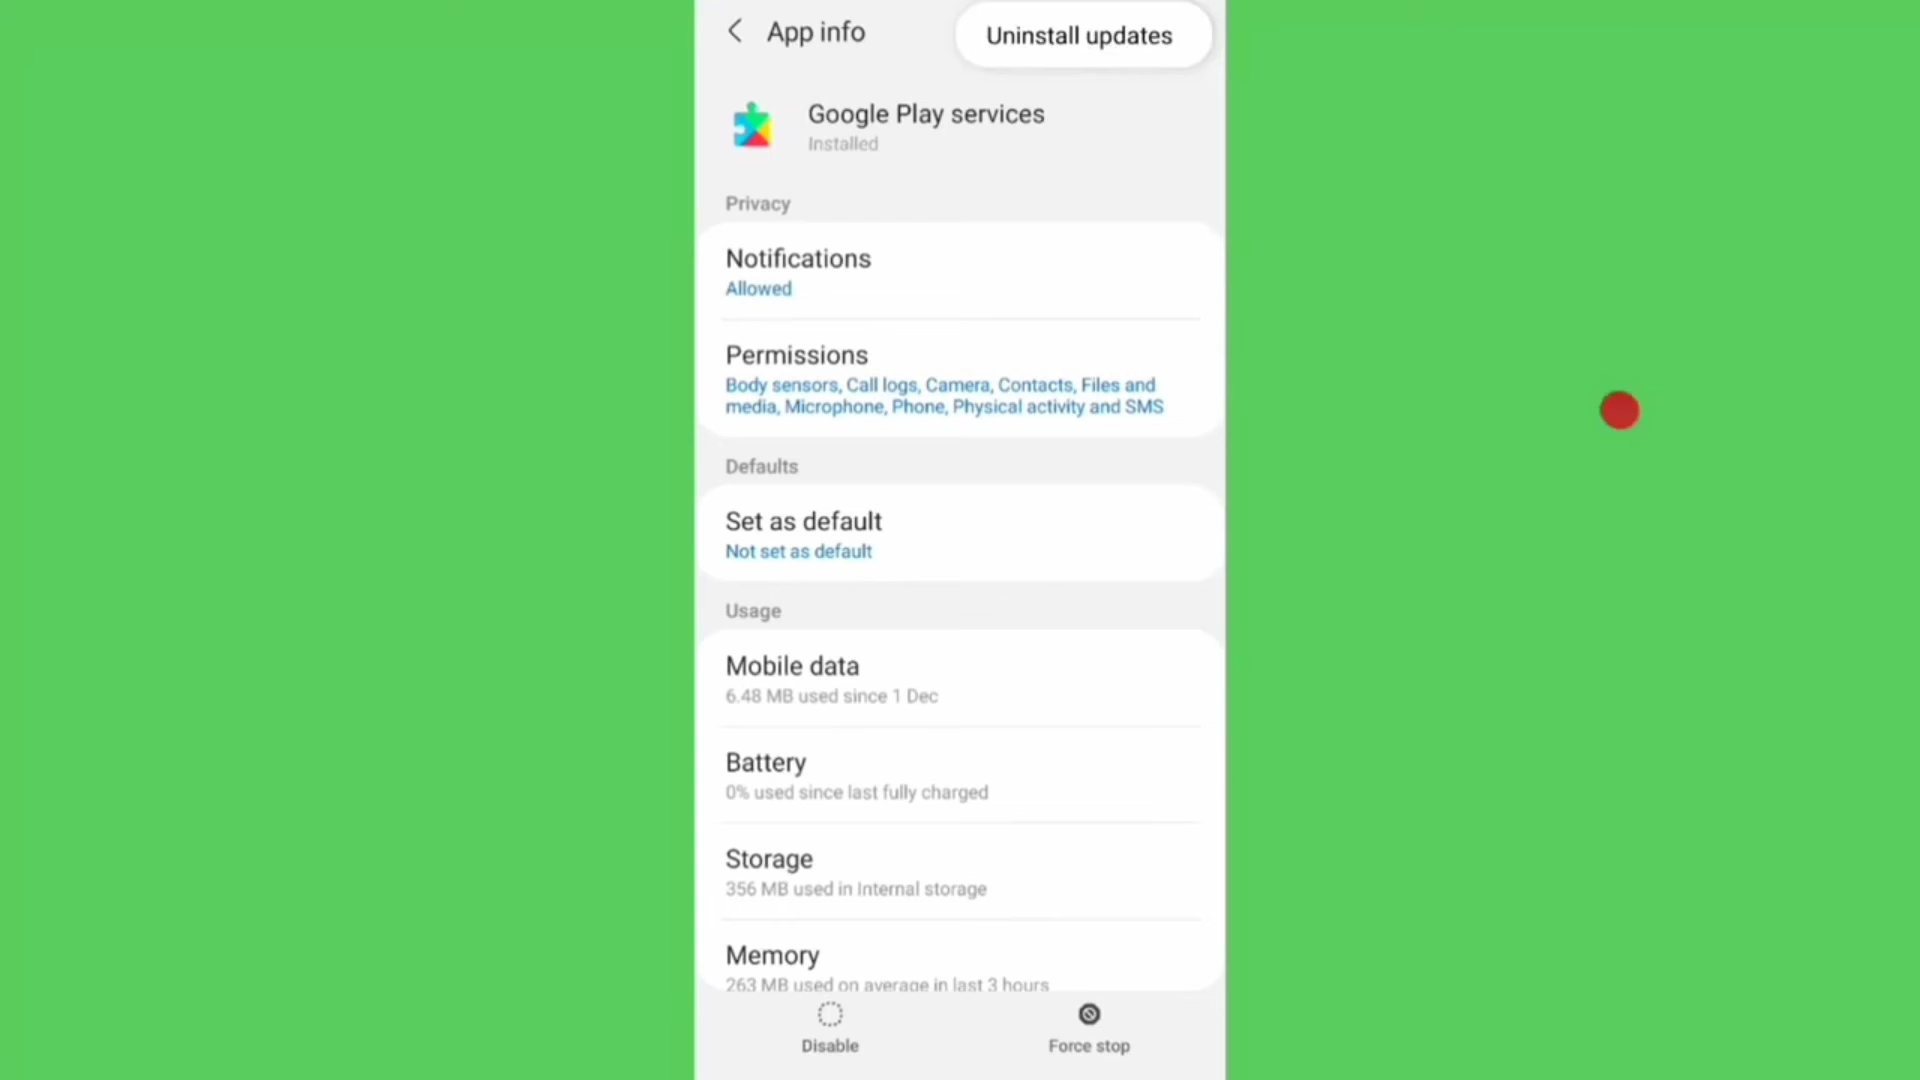 App info
Uninstall updates
Google Play services
Installed
Privacy
Notifications
Allowed
Permissions
Body sensors, Call logs, Camera, Contacts, Files and
media, Microphone, Phone, Physical activity and SMS
Defaults
Set as default
Not set as default
Usage
Mobile data
6.48 MB used since 1 Dec
Battery
0% used since last fully charged
Storage
356 MB used in Internal storage
Memory
263 MB used on average in last 3 hours
Disable
Force stop